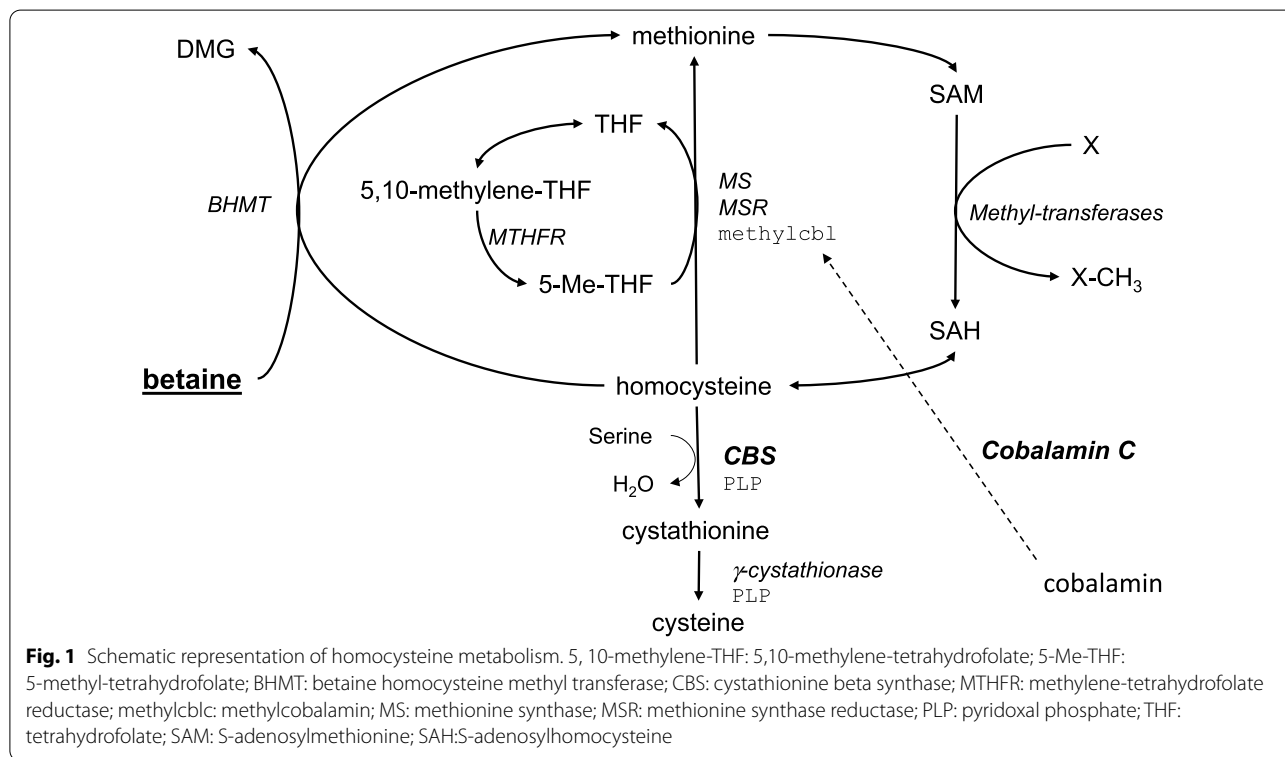 methionine
DMG
SAM
THF
X
5,10-methylene-THF
MS
BHMT
MSR
Methyl-transferases
MTHFR
methylcbl
5-Me-THF
X-CH₃
SAH
betaine
homocysteine
Serine
CBS
Cobalamin C
H₂O
PLP
cystathionine
γ-cystathionase
cobalamin
PLP
cysteine
Fig. 1 Schematic representation of homocysteine metabolism. 5, 10-methylene-THF: 5,10-methylene-tetrahydrofolate; 5-Me-THF:
5-methyl-tetrahydrofolate; BHMT: betaine homocysteine methyl transferase; CBS: cystathionine beta synthase; MTHFR: methylene-tetrahydrofolate
reductase; methylcblc: methylcobalamin; MS: methionine synthase; MSR: methionine synthase reductase; PLP: pyridoxal phosphate; THF:
tetrahydrofolate; SAM: S-adenosylmethionine; SAH:S-adenosylhomocysteine